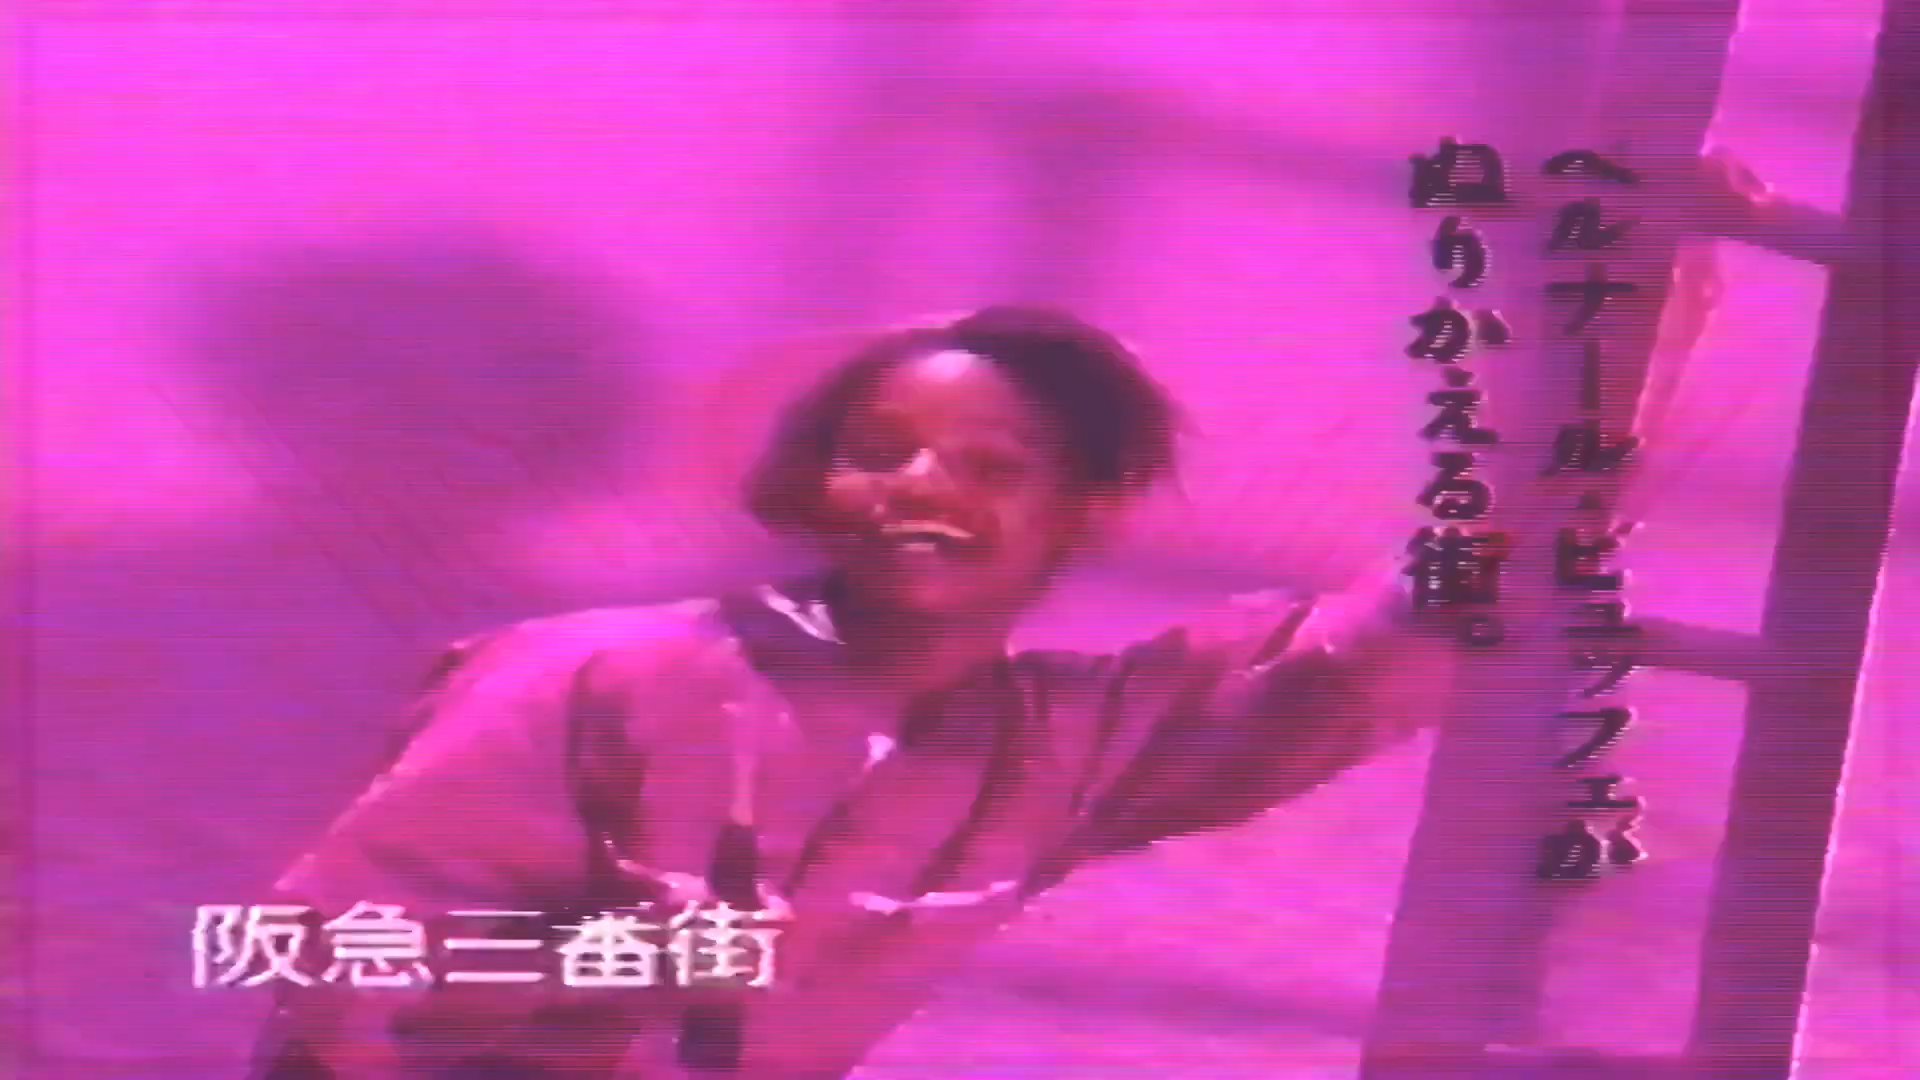 ベルナール・ビュッフェが
ぬりかえる街。
阪急三番街